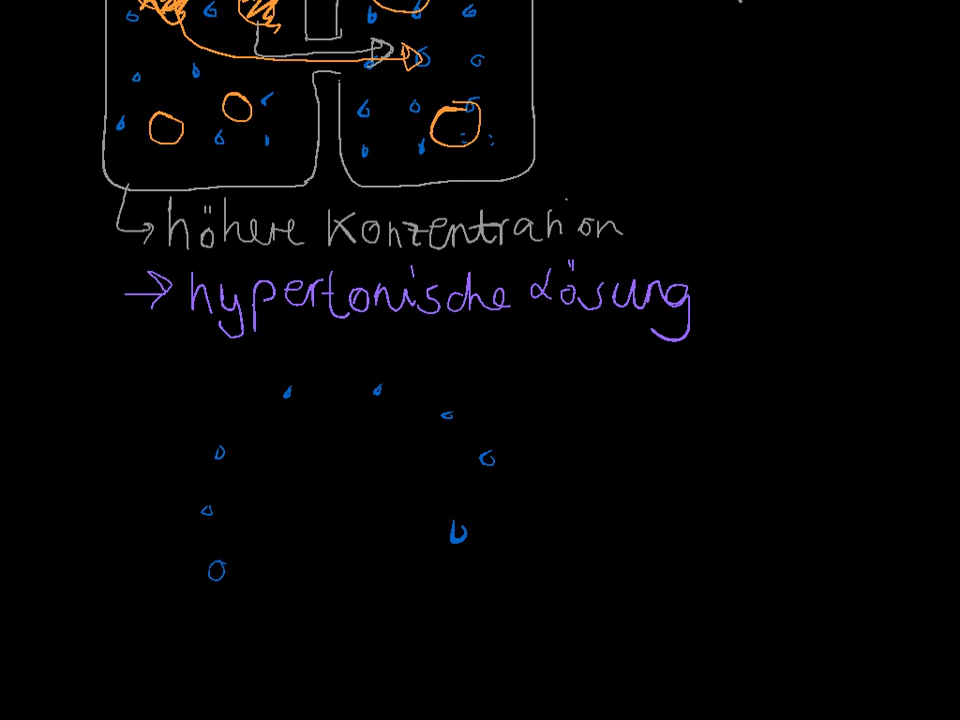 höhere Konzentration
→ hypertonische Lösung